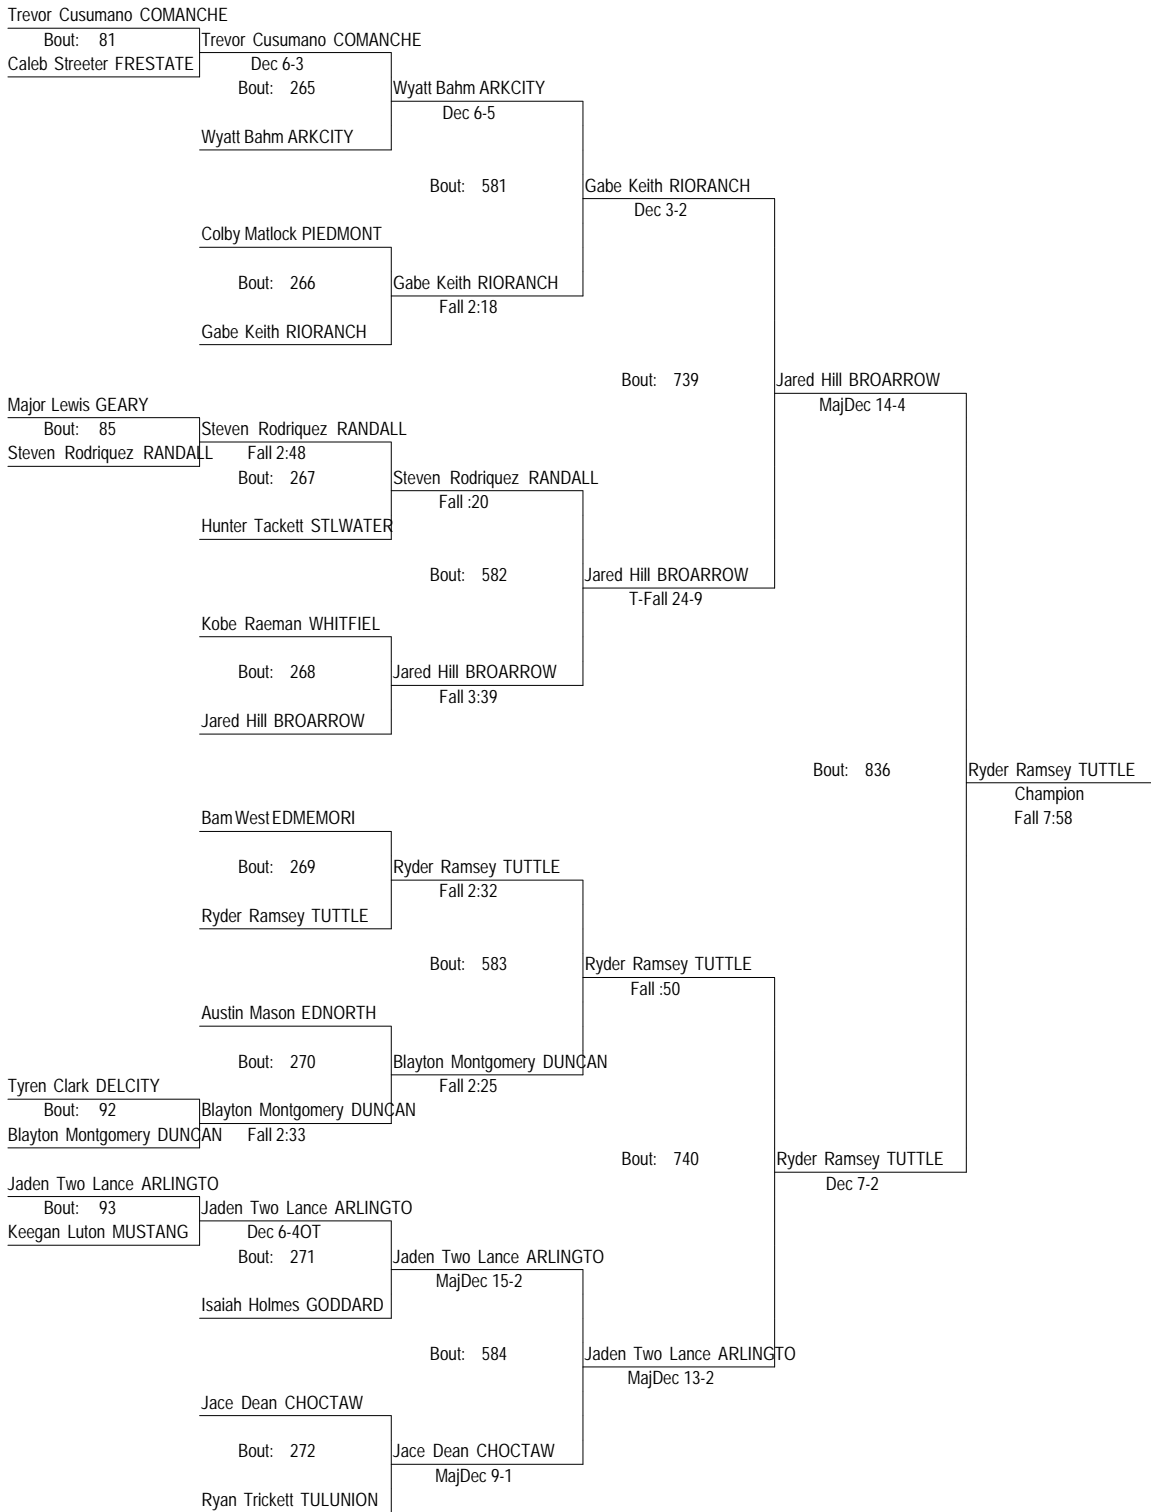 Trevor Cusumano COMANCHE
Bout: 81
Trevor Cusumano COMANCHE
Caleb Streeter FRESTATE
Dec 6-3
Bout: 265
Wyatt Bahm ARKCITY
Dec 6-5
Wyatt Bahm ARKCITY
Bout: 581
Gabe Keith RIORANCH
Dec 3-2
Colby Matlock PIEDMONT
Bout: 266
Gabe Keith RIORANCH
Fall 2:18
Gabe Keith RIORANCH
Bout: 739
Jared Hill BROARROW
MajDec 14-4
Major Lewis GEARY
Bout: 85
Steven Rodriquez RANDALL
Steven Rodriquez RANDALL
Fall 2:48
Bout: 267
Steven Rodriquez RANDALL
Fall :20
Hunter Tackett STLWATER
Bout: 582
Jared Hill BROARROW
T-Fall 24-9
Kobe Raeman WHITFIEL
Bout: 268
Jared Hill BROARROW
Fall 3:39
Jared Hill BROARROW
Bout: 836
Ryder Ramsey TUTTLE
Champion
Fall 7:58
Bam West EDMEMORI
Bout: 269
Ryder Ramsey TUTTLE
Fall 2:32
Ryder Ramsey TUTTLE
Bout: 583
Ryder Ramsey TUTTLE
Fall :50
Austin Mason EDNORTH
Bout: 270
Blayton Montgomery DUNCAN
Fall 2:25
Tyren Clark DELCITY
Bout: 92
Blayton Montgomery DUNCAN
Blayton Montgomery DUNCAN
Fall 2:33
Bout: 740
Ryder Ramsey TUTTLE
Dec 7-2
Jaden Two Lance ARLINGTO
Bout: 93
Jaden Two Lance ARLINGTO
Keegan Luton MUSTANG
Dec 6-4OT
Bout: 271
Jaden Two Lance ARLINGTO
MajDec 15-2
Isaiah Holmes GODDARD
Bout: 584
Jaden Two Lance ARLINGTO
MajDec 13-2
Jace Dean CHOCTAW
Bout: 272
Jace Dean CHOCTAW
MajDec 9-1
Ryan Trickett TULUNION